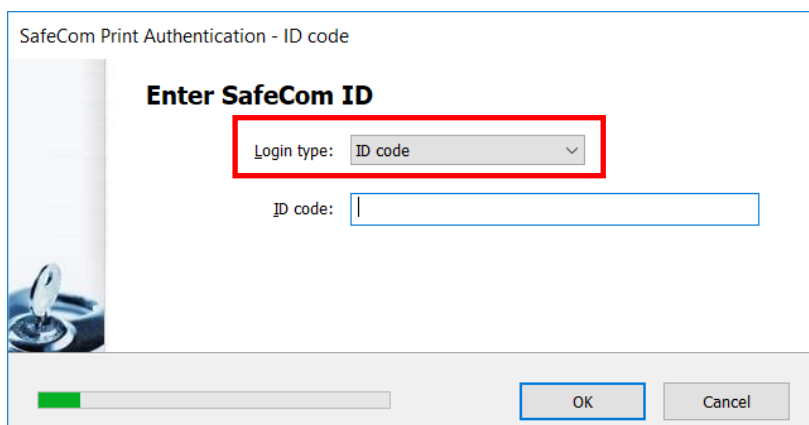 SafeCom Print Authentication - ID code
Enter SafeCom ID
Login type: ID code
ID code:
OK Cancel